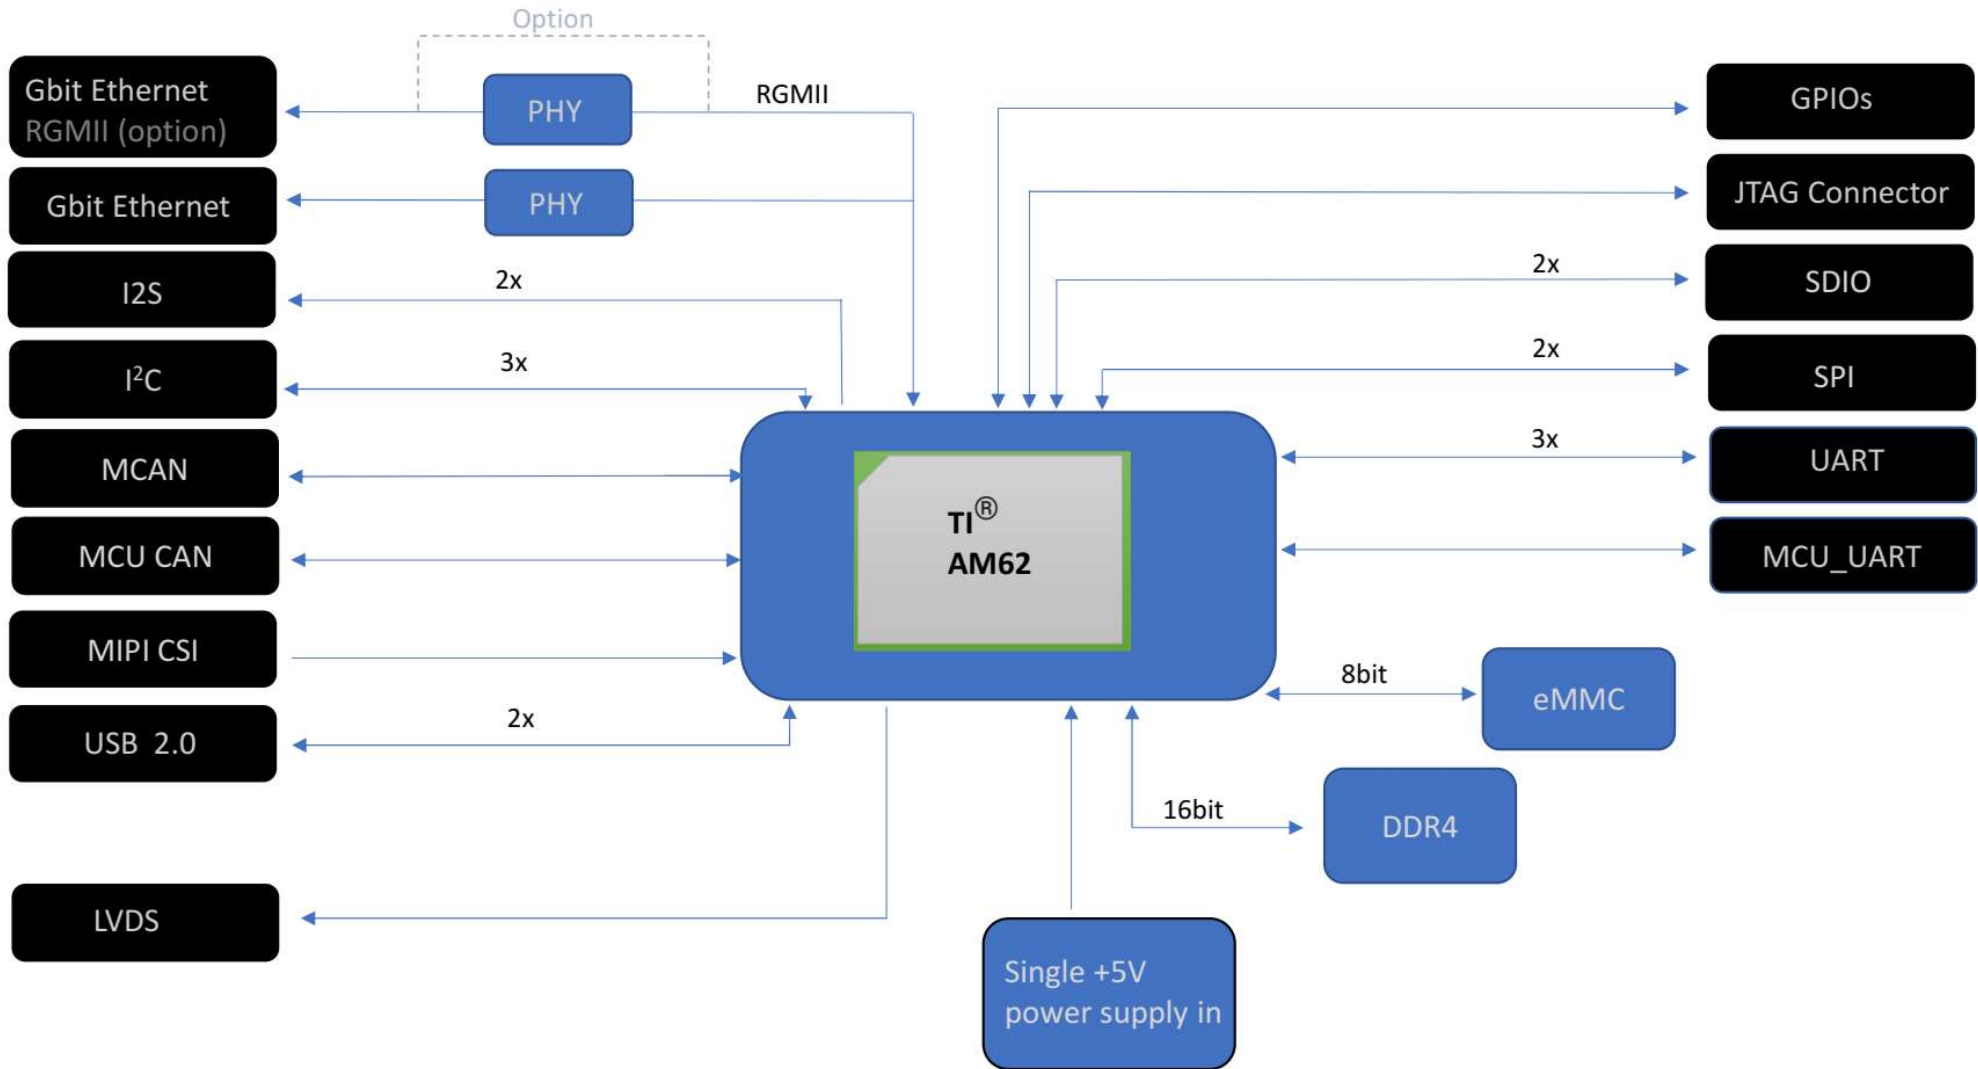 Option
Gbit Ethernet
RGMII (option)
PHY
RGMII
GPIOs
Gbit Ethernet
PHY
JTAG Connector
I2S
2x
2x
SDIO
I²C
3x
2x
SPI
MCAN
3x
UART
TI®
AM62
MCU CAN
MCU_UART
MIPI CSI
8bit
eMMC
USB 2.0
2x
16bit
DDR4
LVDS
Single +5V
power supply in